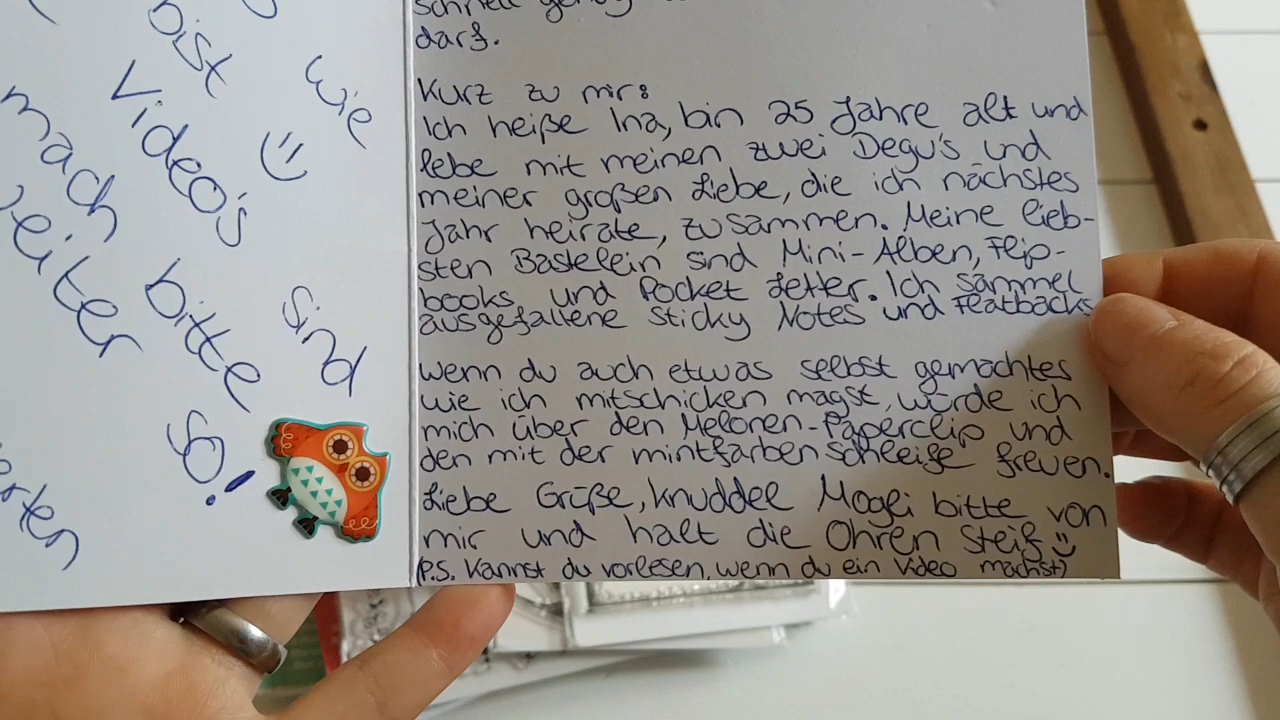 bist
wie
Video's
mach
weiter
bitte
sind
so!
schnell genug
darf.
Kurz zu mir:
Ich heiße Ina, bin 25 Jahre alt und
lebe mit meinen zwei Degu's und
meiner großen Liebe, die ich nächstes
Jahr heirate, zusammen. Meine lieb-
sten Bastelein sind Mini-Alben, Flip-
books und Pocket Letter. Ich sammel
ausgefallene Sticky Notes und Featbacks
wenn du auch etwas selbst gemachtes
wie ich mitschicken magst, würde ich
mich über den Melonen-Paperclip und
den mit der mintfarben Schleife freuen.
Liebe Grüße, knuddel Mogli bitte von
mir und halt die Ohren steif
(P.S. Kannst du vorlesen, wenn du ein Video machst)